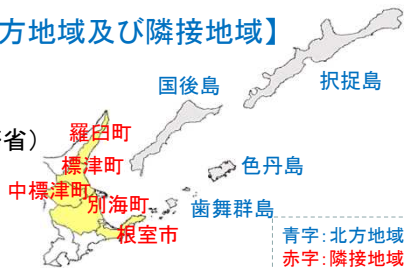 方地域及び隣接地域】
国後島
択捉島
省）
羅臼町
標津町
色丹島
中標津町
別海町
歯舞群島
根室市
青字：北方地域
赤字：隣接地域